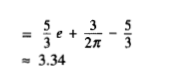 = 5/3 e + 3/2π − 5/3
≈ 3.34